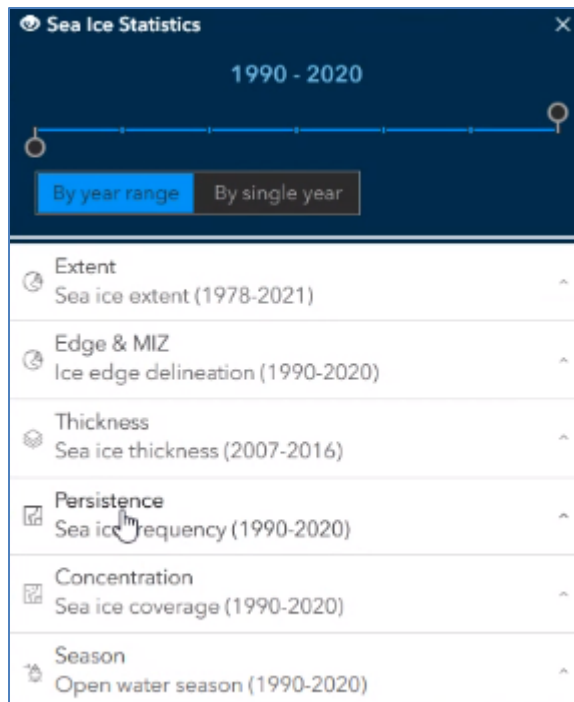 Sea Ice Statistics
1990 - 2020
By year range By single year
Extent
Sea ice extent (1978-2021)
Edge & MIZ
Ice edge delineation (1990-2020)
Thickness
Sea ice thickness (2007-2016)
Persistence
Sea ice frequency (1990-2020)
Concentration
Sea ice coverage (1990-2020)
Season
Open water season (1990-2020)